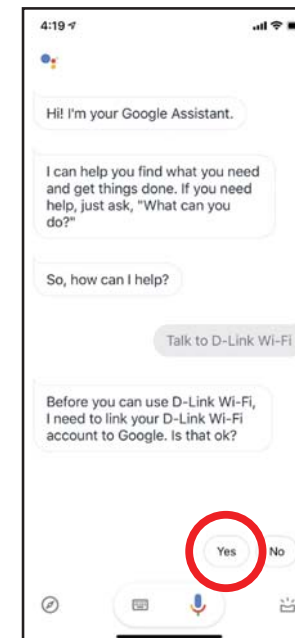 4:19
Hi! I'm your Google Assistant.
I can help you find what you need
and get things done. If you need
help, just ask, "What can you
do?"
So, how can I help?
Talk to D-Link Wi-Fi
Before you can use D-Link Wi-Fi,
I need to link your D-Link Wi-Fi
account to Google. Is that ok?
Yes No